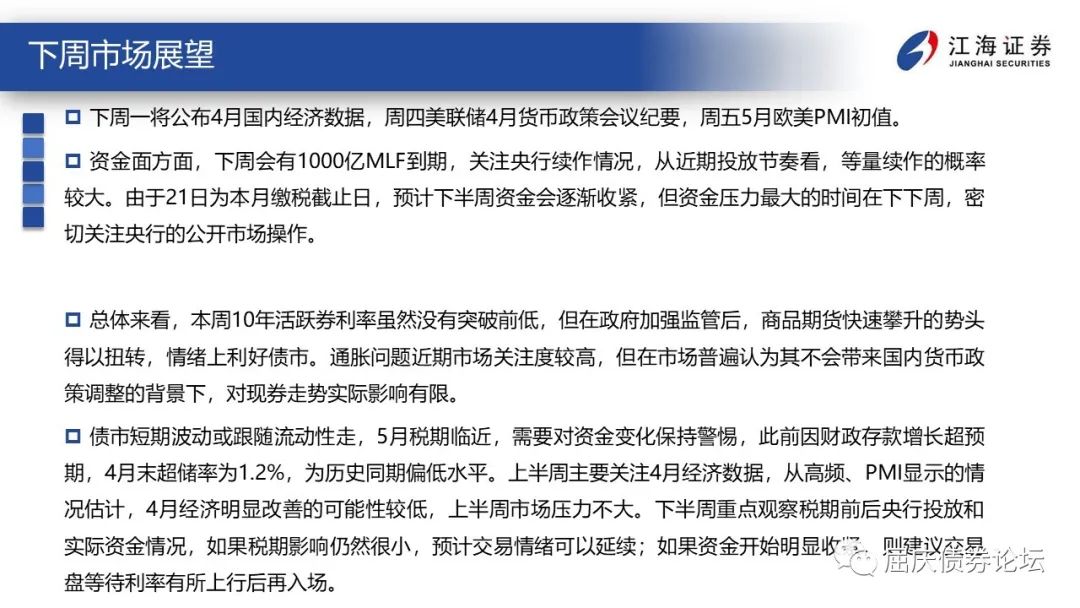 下周市场展望
江海证券
JIANGHAI SECURITIES
下周一将公布4月国内经济数据，周四美联储4月货币政策会议纪要，周五5月欧美PMI初值。
资金面方面，下周会有1000亿MLF到期，关注央行续作情况，从近期投放节奏看，等量续作的概率
较大。由于21日为本月缴税截止日，预计下半周资金会逐渐收紧，但资金压力最大的时间在下下周，密
切关注央行的公开市场操作。
总体来看，本周10年活跃券利率虽然没有突破前低，但在政府加强监管后，商品期货快速攀升的势头
得以扭转，情绪上利好债市。通胀问题近期市场关注度较高，但在市场普遍认为其不会带来国内货币政
策调整的背景下，对现券走势实际影响有限。
债市短期波动或跟随流动性走，5月税期临近，需要对资金变化保持警惕，此前因财政存款增长超预
期，4月末超储率为1.2%，为历史同期偏低水平。上半周主要关注4月经济数据，从高频、PMI显示的情
况估计，4月经济明显改善的可能性较低，上半周市场压力不大。下半周重点观察税期前后央行投放和
实际资金情况，如果税期影响仍然很小，预计交易情绪可以延续；如果资金开始明显收紧，则建议交易
盘等待利率有所上行后再入场。
屈庆债券论坛